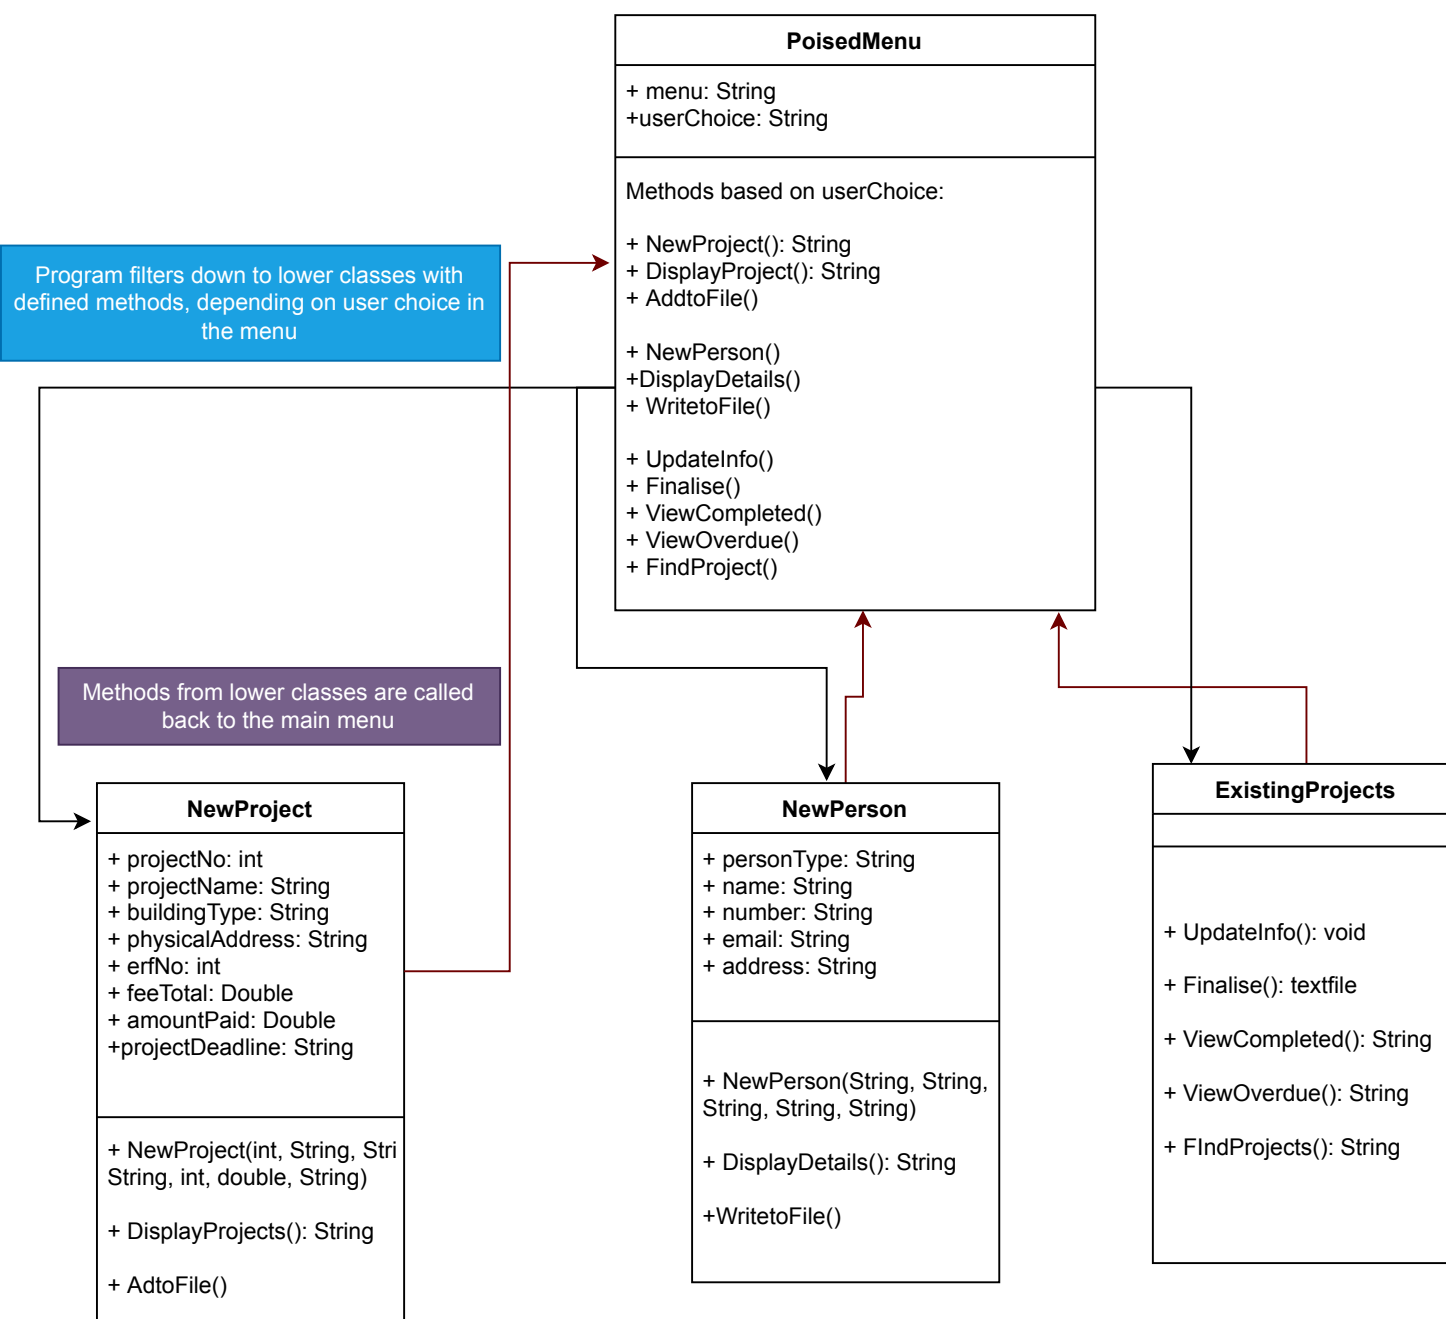 PoisedMenu
+ menu: String
+userChoice: String
Methods based on userChoice:
+ NewProject(): String
+ DisplayProject(): String
+ AddtoFile()
+ NewPerson()
+DisplayDetails()
+ WritetoFile()
+ UpdateInfo()
+ Finalise()
+ ViewCompleted()
+ ViewOverdue()
+ FindProject()
Program filters down to lower classes with
defined methods, depending on user choice in
the menu
Methods from lower classes are called
back to the main menu
NewProject
+ projectNo: int
+ projectName: String
+ buildingType: String
+ physicalAddress: String
+ erfNo: int
+ feeTotal: Double
+ amountPaid: Double
+projectDeadline: String
+ NewProject(int, String, Stri
String, int, double, String)
+ DisplayProjects(): String
+ AdtoFile()
NewPerson
+ personType: String
+ name: String
+ number: String
+ email: String
+ address: String
+ NewPerson(String, String,
String, String, String)
+ DisplayDetails(): String
+WritetoFile()
ExistingProjects
+ UpdateInfo(): void
+ Finalise(): textfile
+ ViewCompleted(): String
+ ViewOverdue(): String
+ FIndProjects(): String